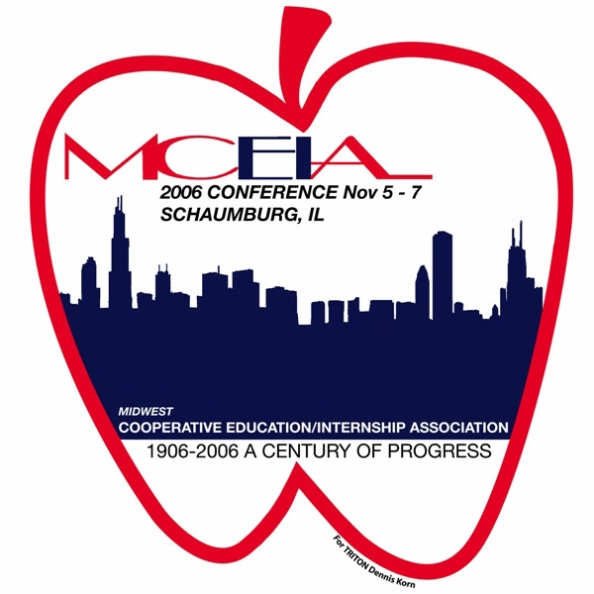 MCEIA
2006 CONFERENCE Nov 5 - 7
SCHAUMBURG, IL
MIDWEST
COOPERATIVE EDUCATION/INTERNSHIP ASSOCIATION
1906-2006 A CENTURY OF PROGRESS
For TRITON Dennis Korn